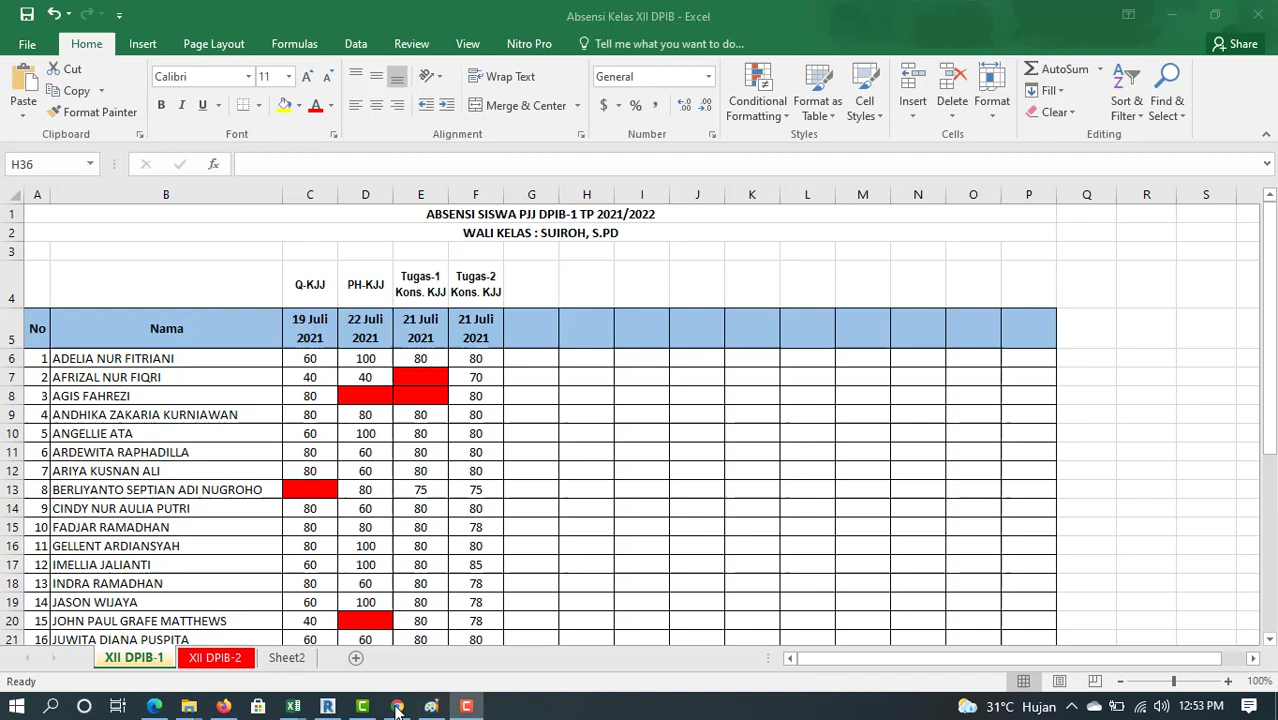 Absensi Kelas XII DPIB - Excel
File Home Insert Page Layout Formulas Data Review View Nitro Pro Tell me what you want to do... Share
Paste
Cut
Copy
Format Painter
Clipboard
Calibri 11
B I U
Font
Wrap Text
Merge & Center
Alignment
General
$ % ,
Number
Conditional Formatting
Format as Table
Cell Styles
Styles
Insert
Delete
Format
Cells
AutoSum
Fill
Clear
Sort & Filter
Find & Select
Editing
H36 fx
A B C D E F G H I J K L M N O P Q R S
1 ABSENSI SISWA PJJ DPIB-1 TP 2021/2022
2 WALI KELAS : SUIROH, S.PD
3
4 Q-KJJ PH-KJJ Tugas-1 Kons. KJJ Tugas-2 Kons. KJJ
5 No Nama 19 Juli 2021 22 Juli 2021 21 Juli 2021 21 Juli 2021
6 1 ADELIA NUR FITRIANI 60 100 80 80
7 2 AFRIZAL NUR FIQRI 40 40 70
8 3 AGIS FAHREZI 80 80
9 4 ANDHIKA ZAKARIA KURNIAWAN 80 80 80 80
10 5 ANGELLIE ATA 60 100 80 80
11 6 ARDEWITA RAPHADILLA 80 60 80 80
12 7 ARIYA KUSNAN ALI 80 60 80 80
13 8 BERLIYANTO SEPTIAN ADI NUGROHO 80 75 75
14 9 CINDY NUR AULIA PUTRI 80 60 80 80
15 10 FADJAR RAMADHAN 80 80 80 78
16 11 GELLENT ARDIANSYAH 80 100 80 80
17 12 IMELLIA JALIANTI 60 100 80 85
18 13 INDRA RAMADHAN 80 60 80 78
19 14 JASON WIJAYA 60 100 80 78
20 15 JOHN PAUL GRAFE MATTHEWS 40 80 78
21 16 JUWITA DIANA PUSPITA 60 60 80 80
XII DPIB-1 XII DPIB-2 Sheet2
Ready 100%
31°C Hujan 12:53 PM